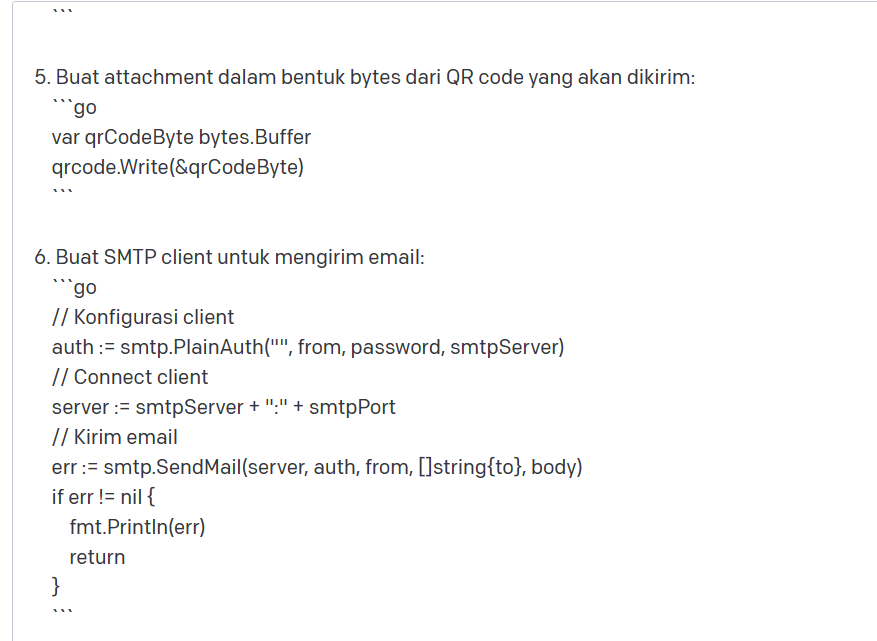 ```
5. Buat attachment dalam bentuk bytes dari QR code yang akan dikirim:
```go
var qrCodeByte bytes.Buffer
qrcode.Write(&qrCodeByte)
```
6. Buat SMTP client untuk mengirim email:
```go
// Konfigurasi client
auth := smtp.PlainAuth("", from, password, smtpServer)
// Connect client
server := smtpServer + ":" + smtpPort
// Kirim email
err := smtp.SendMail(server, auth, from, []string{to}, body)
if err != nil {
fmt.Println(err)
return
}
```